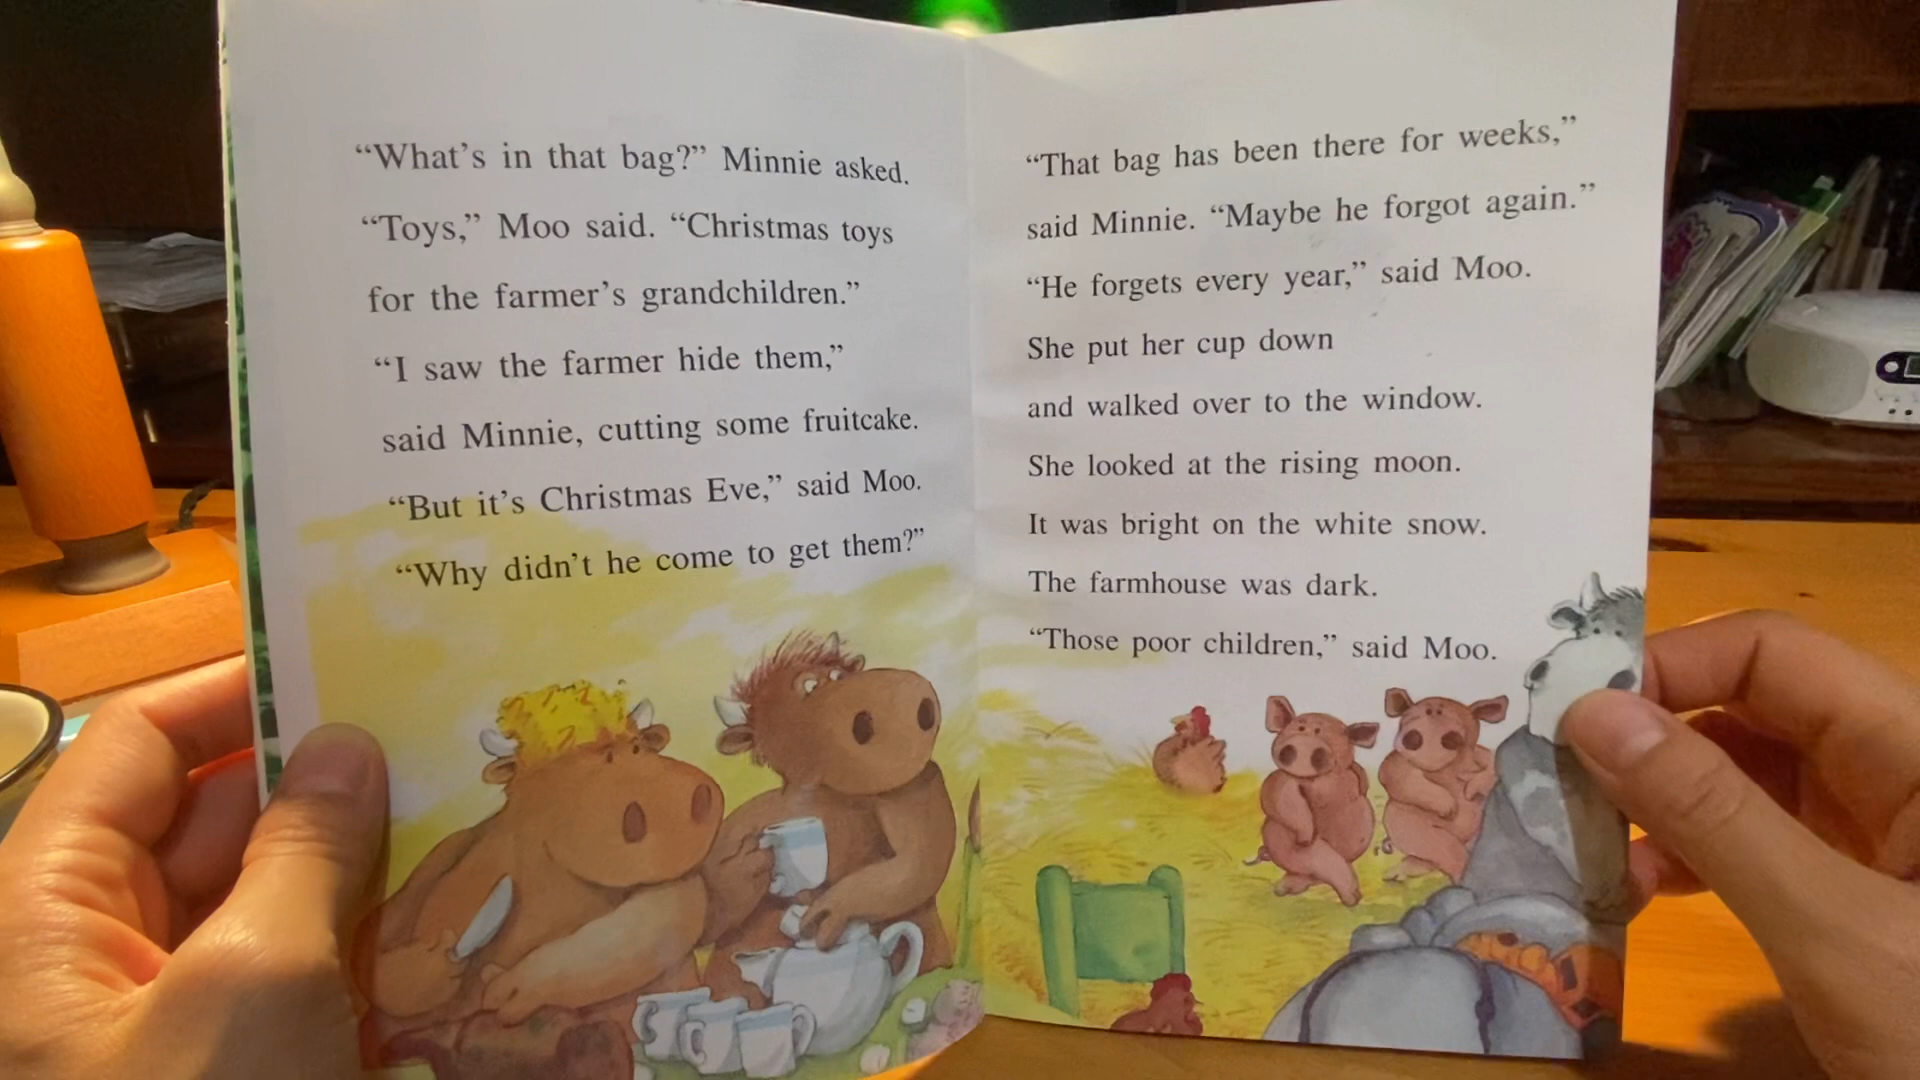 “What’s in that bag?” Minnie asked.
“Toys,” Moo said. “Christmas toys
for the farmer’s grandchildren.”
“I saw the farmer hide them,”
said Minnie, cutting some fruitcake.
“But it’s Christmas Eve,” said Moo.
“Why didn’t he come to get them?”
“That bag has been there for weeks,”
said Minnie. “Maybe he forgot again.”
“He forgets every year,” said Moo.
She put her cup down
and walked over to the window.
She looked at the rising moon.
It was bright on the white snow.
The farmhouse was dark.
“Those poor children,” said Moo.